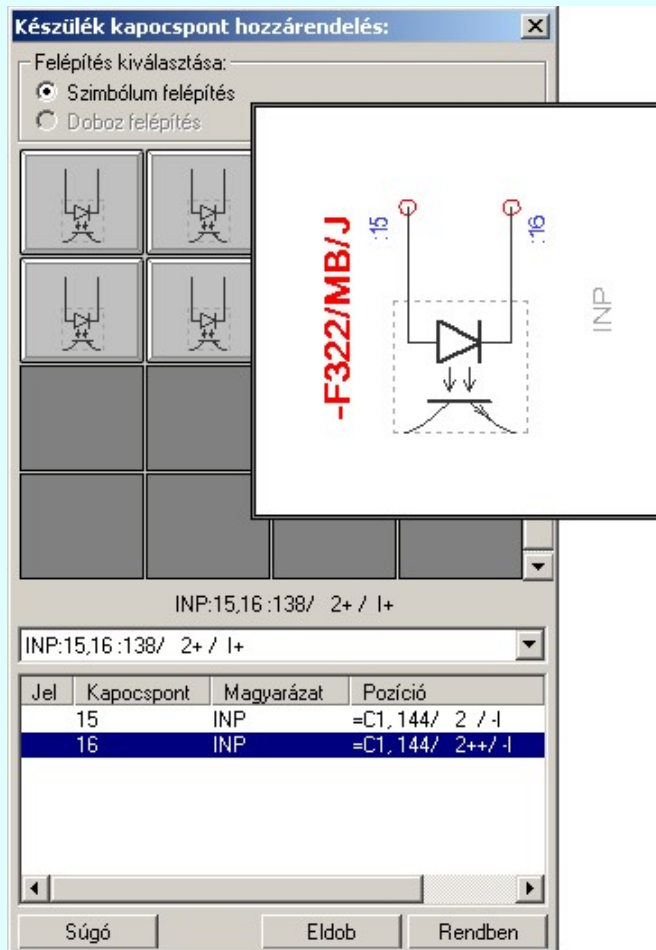 Készülék kapocspont hozzárendelés:
Felépítés kiválasztása:
Szimbólum felépítés
Doboz felépítés
-F322/MB/J
:15
:16
INP
INP:15,16 :138/ 2+ / I+
INP:15,16 :138/ 2+ / I+
Jel Kapocspont Magyarázat Pozíció
15 INP =C1, 144/ 2 / -I
16 INP =C1, 144/ 2++/ -I
Súgó Eldob Rendben